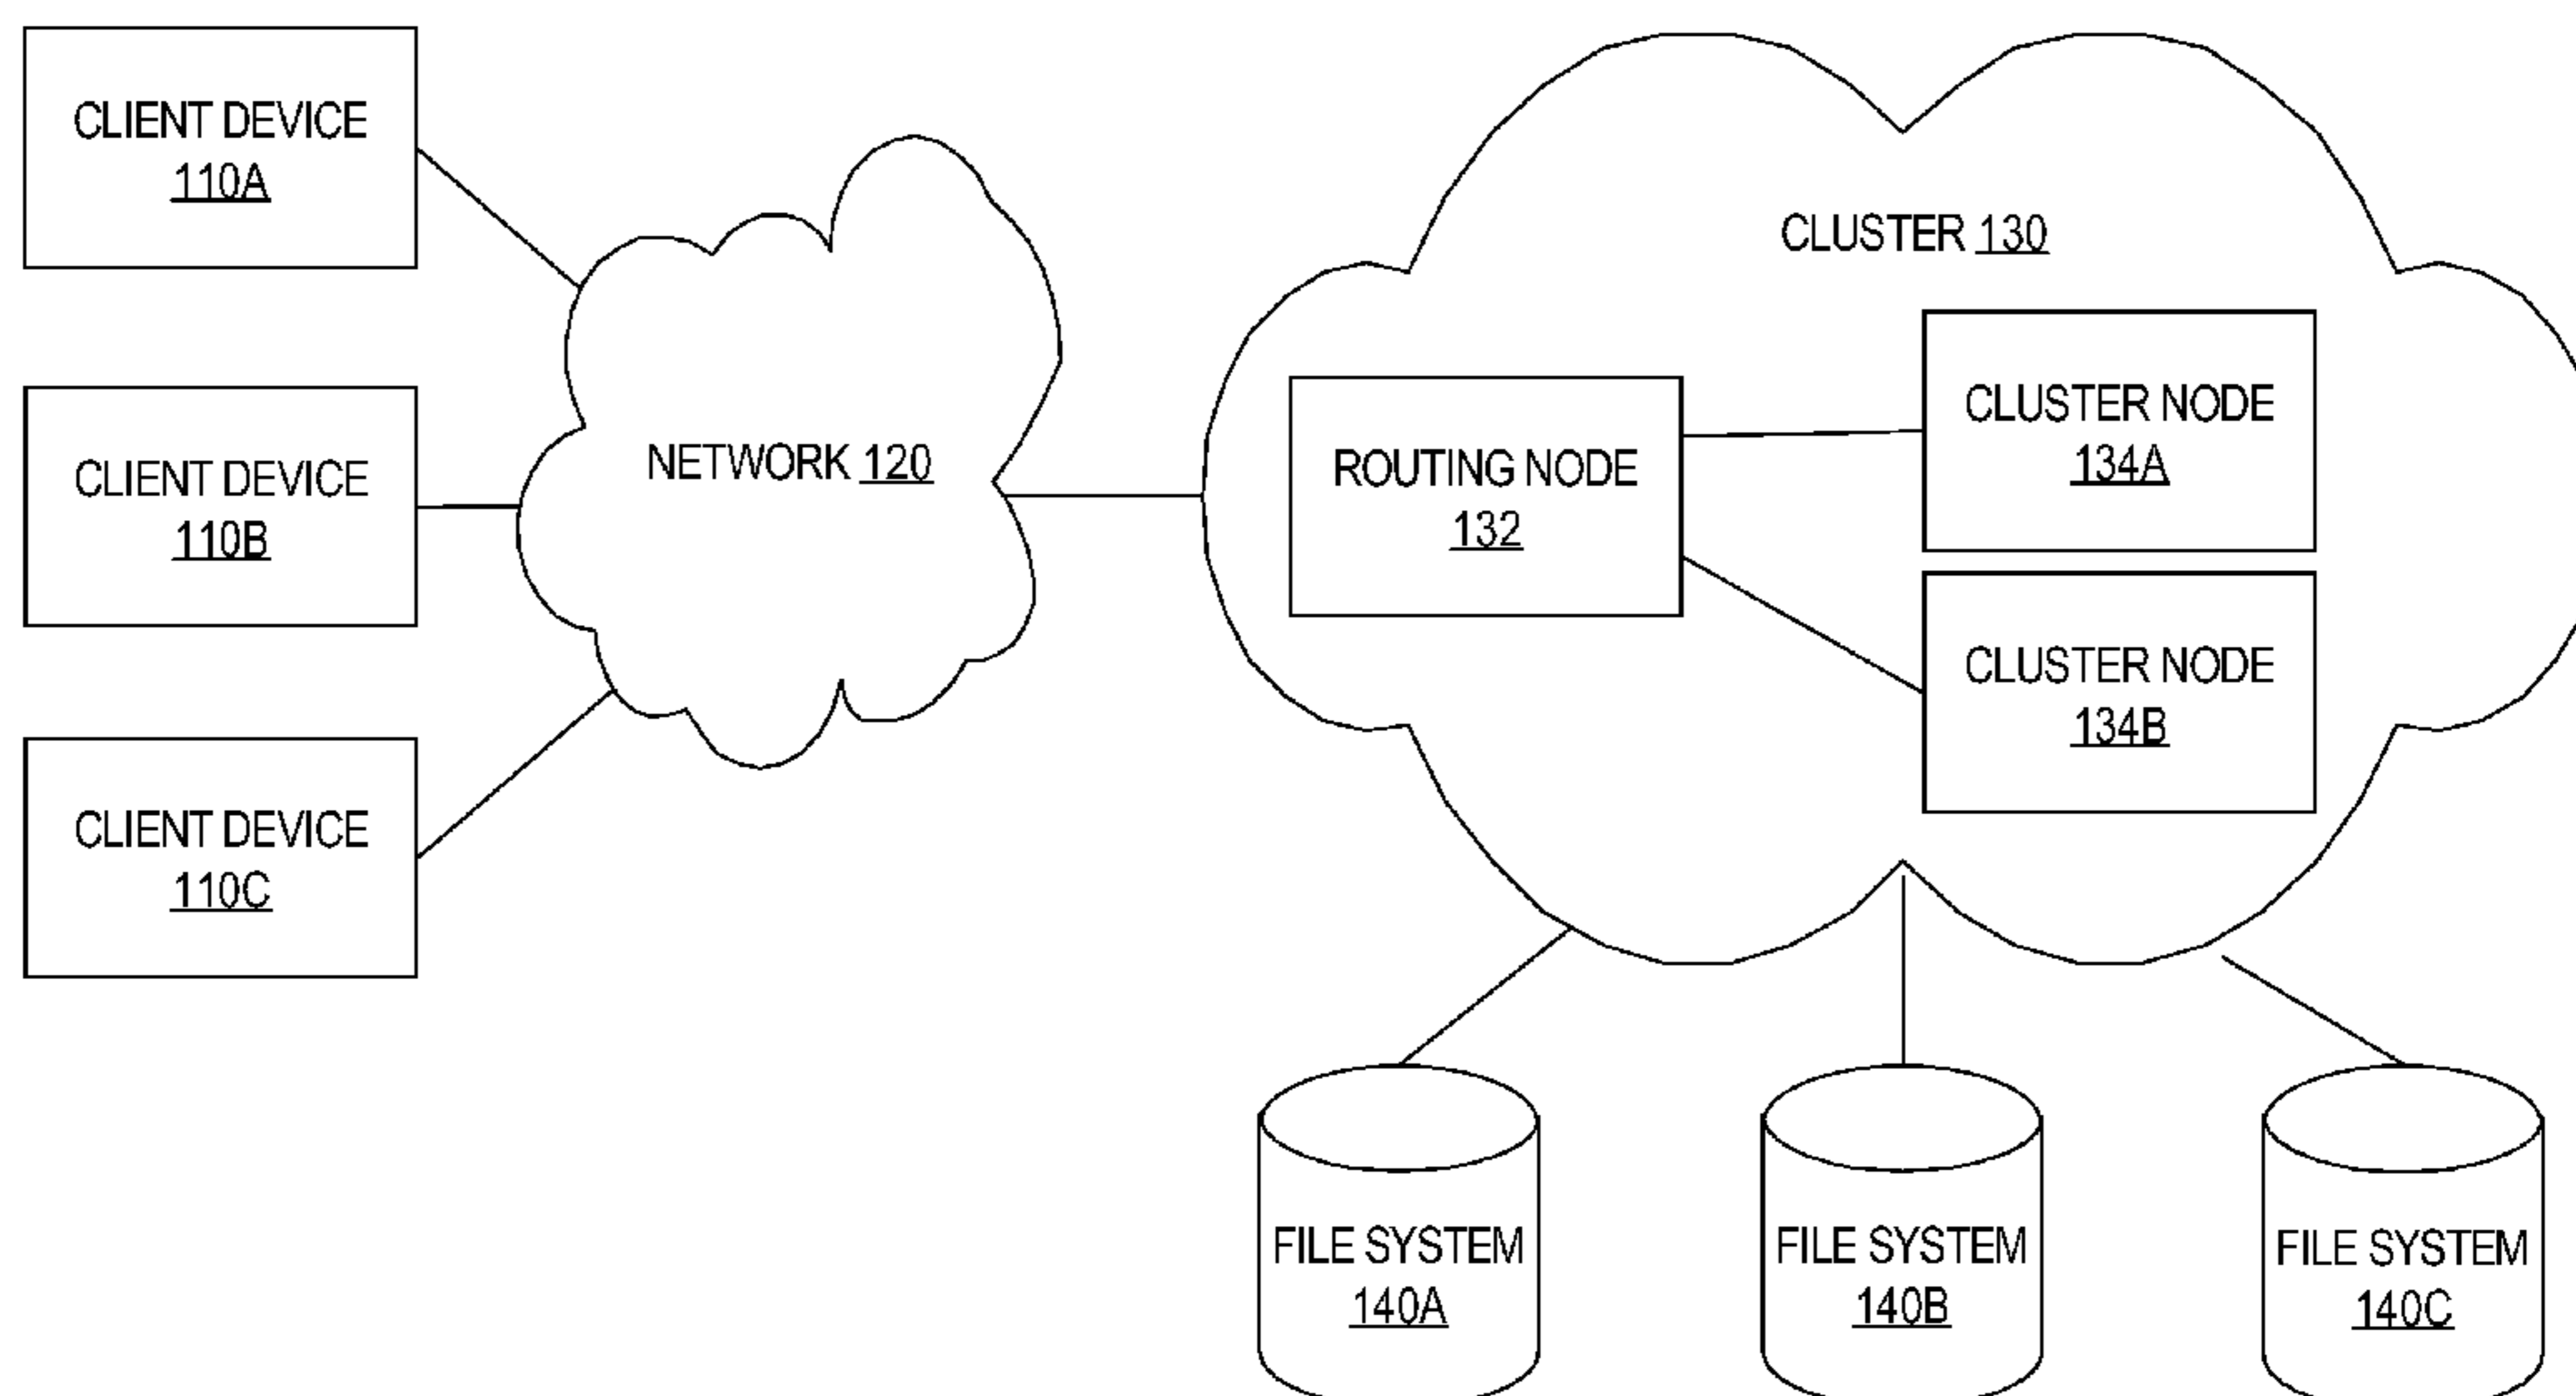 CLIENT DEVICE
110A
CLIENT DEVICE
110B
CLIENT DEVICE
110C
NETWORK 120
CLUSTER 130
ROUTING NODE
132
CLUSTER NODE
134A
CLUSTER NODE
134B
FILE SYSTEM
140A
FILE SYSTEM
140B
FILE SYSTEM
140C